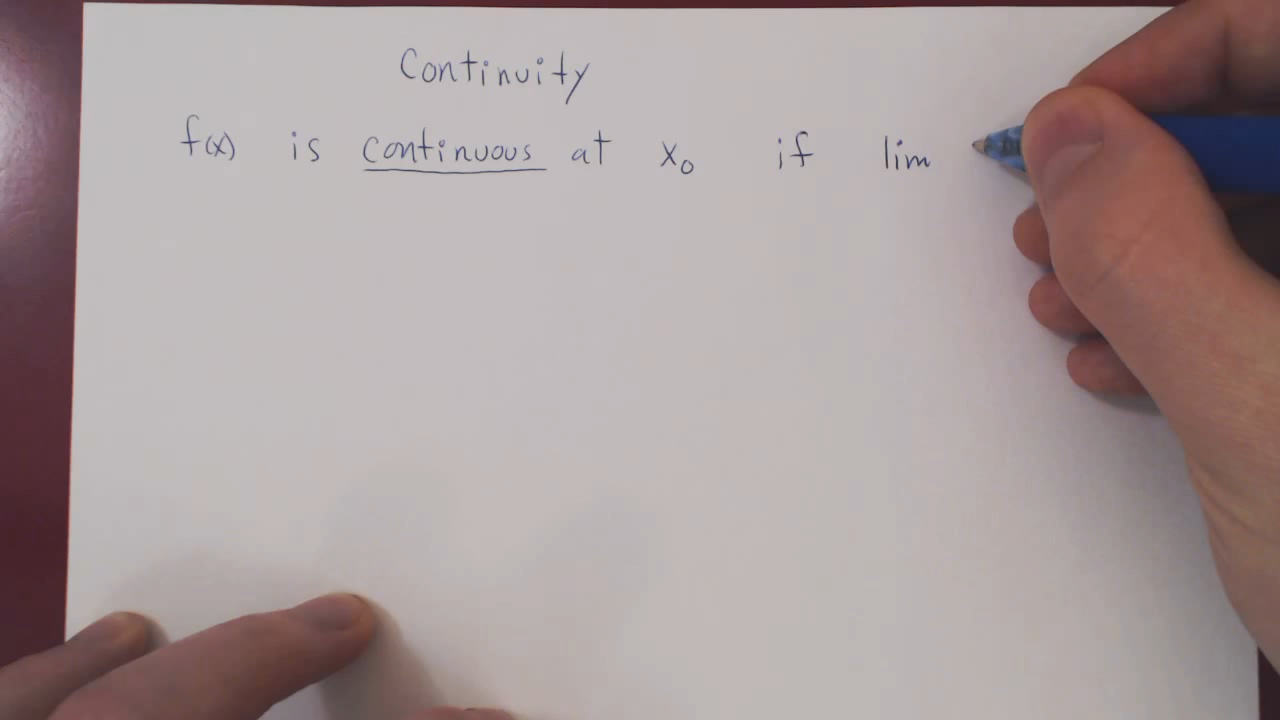 Continuity
f(x) is continuous at x₀ if lim